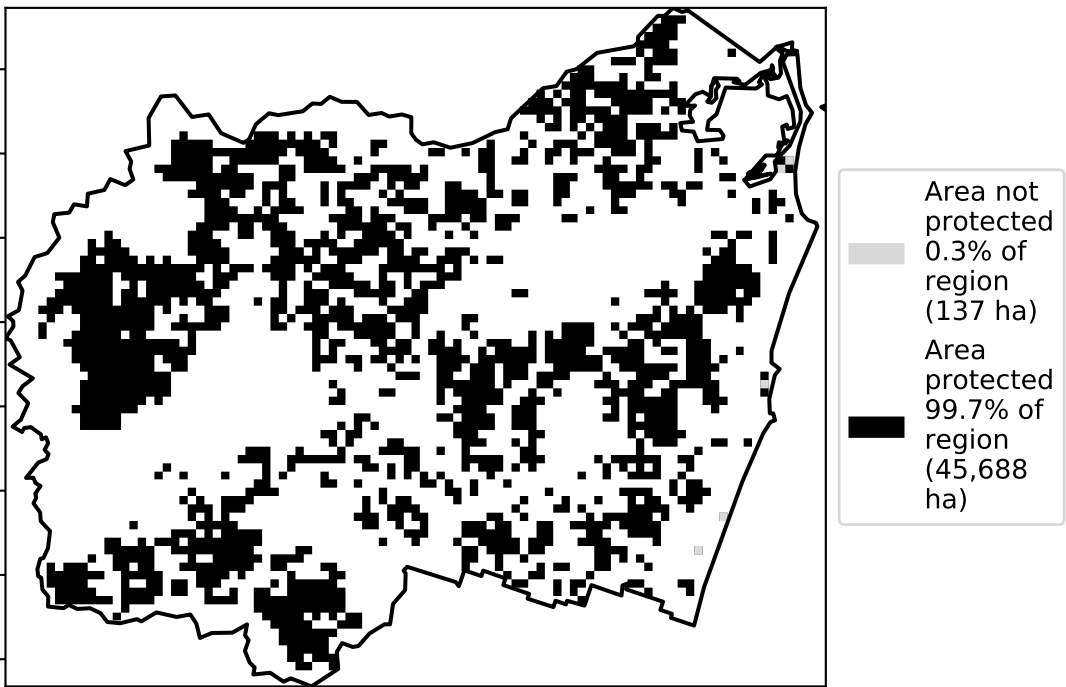 Area not
protected
0.3% of
region
(137 ha)
Area
protected
99.7% of
region
(45,688
ha)